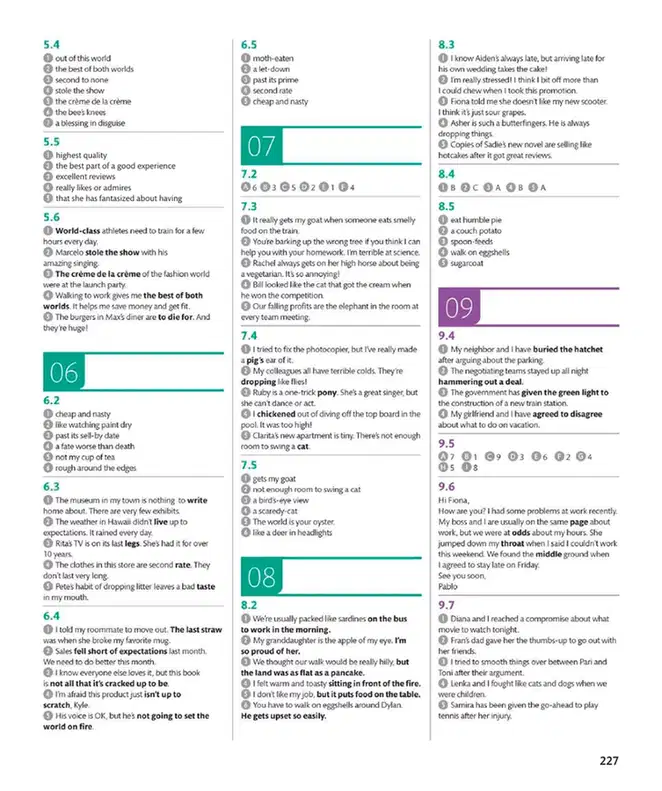 5.4
1 out of this world
2 the best of both worlds
3 second to none
4 stole the show
5 the crème de la crème
6 the bee's knees
7 a blessing in disguise
5.5
1 highest quality
2 the best part of a good experience
3 excellent reviews
4 really likes or admires
5 that she has fantasized about having
5.6
1 World-class athletes need to train for a few
hours every day.
2 Marcelo stole the show with his
amazing singing.
3 The crème de la crème of the fashion world
were at the launch party.
4 Walking to work gives me the best of both
worlds. It helps me save money and get fit.
5 The burgers in Max's diner are to die for. And
they're huge!
06
6.2
1 cheap and nasty
2 like watching paint dry
3 past its sell-by date
4 a fate worse than death
5 not my cup of tea
6 rough around the edges
6.3
1 The museum in my town is nothing to write
home about. There are very few exhibits.
2 The weather in Hawaii didn't live up to
expectations. It rained every day.
3 Rita's TV is on its last legs. She's had it for over
10 years.
4 The clothes in this store are second rate. They
don't last very long.
5 Pete's habit of dropping litter leaves a bad taste
in my mouth.
6.4
1 I told my roommate to move out. The last straw
was when she broke my favorite mug.
2 Sales fell short of expectations last month.
We need to do better this month.
3 I know everyone else loves it, but this book
is not all that it's cracked up to be.
4 I'm afraid this product just isn't up to
scratch, Kyle.
5 His voice is OK, but he's not going to set the
world on fire.
6.5
1 moth-eaten
2 a let-down
3 past its prime
4 second rate
5 cheap and nasty
07
7.2
A 6 B 3 C 5 D 2 E 1 F 4
7.3
1 It really gets my goat when someone eats smelly
food on the train.
2 You're barking up the wrong tree if you think I can
help you with your homework. I'm terrible at science.
3 Rachel always gets on her high horse about being
a vegetarian. It's so annoying!
4 Bill looked like the cat that got the cream when
he won the competition.
5 Our falling profits are the elephant in the room at
every team meeting.
7.4
1 I tried to fix the photocopier, but I've really made
a pig's ear of it.
2 My colleagues all have terrible colds. They're
dropping like flies!
3 Ruby is a one-trick pony. She's a great singer, but
she can't dance or act.
4 I chickened out of diving off the top board in the
pool. It was too high!
5 Clarita's new apartment is tiny. There's not enough
room to swing a cat.
7.5
1 gets my goat
2 not enough room to swing a cat
3 a bird's-eye view
4 a scaredy-cat
5 The world is your oyster.
6 like a deer in headlights
08
8.2
1 We're usually packed like sardines on the bus
to work in the morning.
2 My granddaughter is the apple of my eye. I'm
so proud of her.
3 We thought our walk would be really hilly, but
the land was as flat as a pancake.
4 I felt warm and toasty sitting in front of the fire.
5 I don't like my job, but it puts food on the table.
6 You have to walk on eggshells around Dylan.
He gets upset so easily.
8.3
1 I know Aiden's always late, but arriving late for
his own wedding takes the cake!
2 I'm really stressed! I think I bit off more than
I could chew when I took this promotion.
3 Fiona told me she doesn't like my new scooter.
I think it's just sour grapes.
4 Asher is such a butterfingers. He is always
dropping things.
5 Copies of Sadie's new novel are selling like
hotcakes after it got great reviews.
8.4
1 B 2 C 3 A 4 B 5 A
8.5
1 eat humble pie
2 a couch potato
3 spoon-feeds
4 walk on eggshells
5 sugarcoat
09
9.4
1 My neighbor and I have buried the hatchet
after arguing about the parking.
2 The negotiating teams stayed up all night
hammering out a deal.
3 The government has given the green light to
the construction of a new train station.
4 My girlfriend and I have agreed to disagree
about what to do on vacation.
9.5
A 7 B 1 C 9 D 3 E 6 F 2 G 4
H 5 I 8
9.6
Hi Fiona,
How are you? I had some problems at work recently.
My boss and I are usually on the same page about
work, but we were at odds about my hours. She
jumped down my throat when I said I couldn't work
this weekend. We found the middle ground when
I agreed to stay late on Friday.
See you soon,
Pablo
9.7
1 Diana and I reached a compromise about what
movie to watch tonight.
2 Fran's dad gave her the thumbs-up to go out with
her friends.
3 I tried to smooth things over between Pari and
Toni after their argument.
4 Lenka and I fought like cats and dogs when we
were children.
5 Samira has been given the go-ahead to play
tennis after her injury.
227